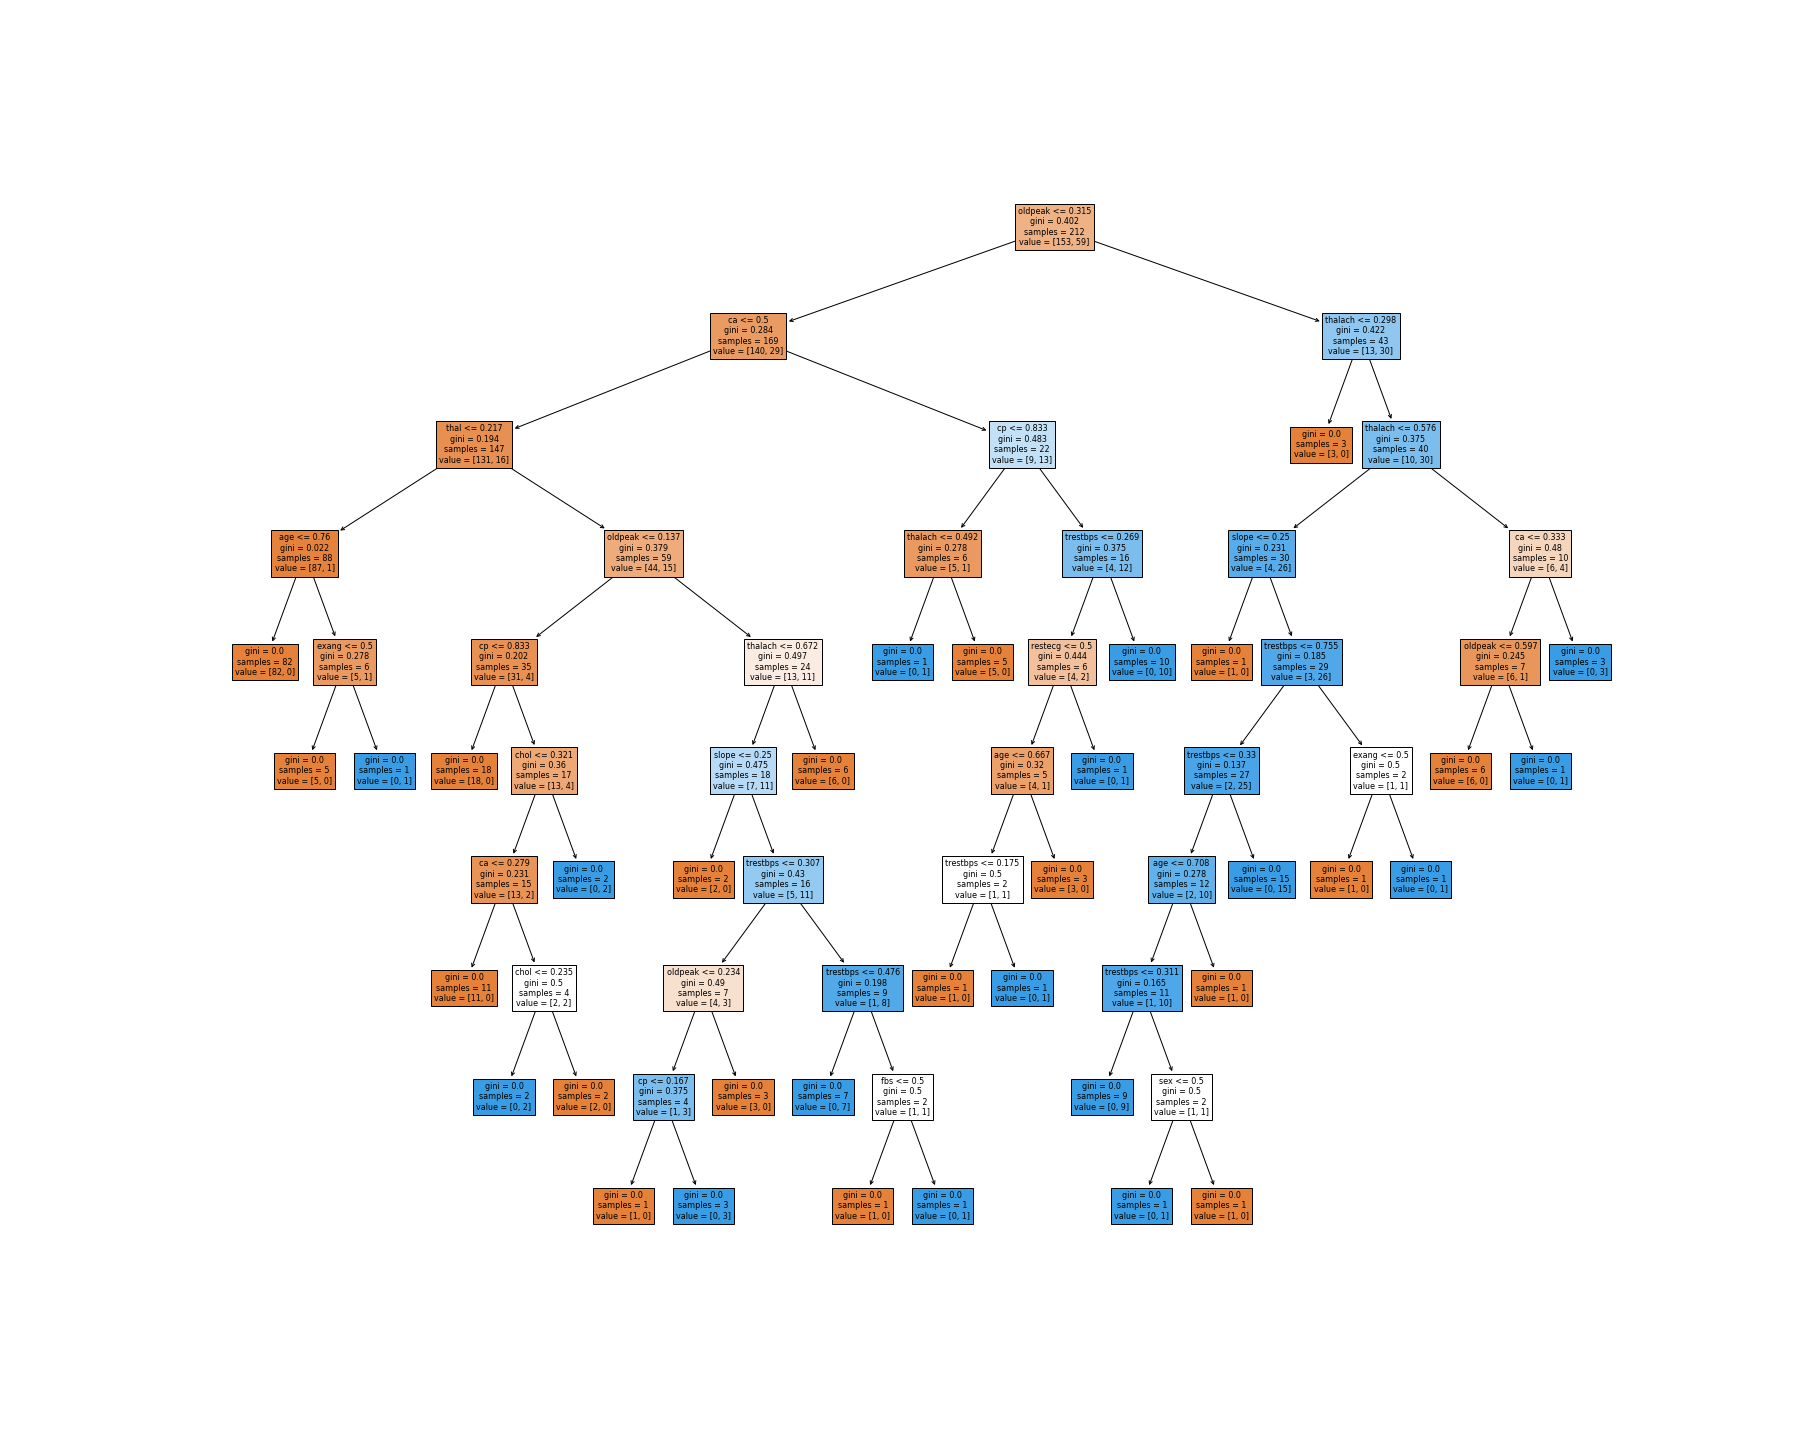 oldpeak <= 0.315
gini = 0.402
samples = 212
value = [153, 59]
ca <= 0.5
gini = 0.284
samples = 169
value = [140, 29]
thalach <= 0.298
gini = 0.422
samples = 43
value = [13, 30]
thal <= 0.217
gini = 0.194
samples = 147
value = [131, 16]
cp <= 0.833
gini = 0.483
samples = 22
value = [9, 13]
gini = 0.0
samples = 3
value = [3, 0]
thalach <= 0.576
gini = 0.375
samples = 40
value = [10, 30]
age <= 0.76
gini = 0.022
samples = 88
value = [87, 1]
oldpeak <= 0.137
gini = 0.379
samples = 59
value = [44, 15]
thalach <= 0.492
gini = 0.278
samples = 6
value = [5, 1]
trestbps <= 0.269
gini = 0.375
samples = 16
value = [4, 12]
slope <= 0.25
gini = 0.231
samples = 30
value = [4, 26]
ca <= 0.333
gini = 0.48
samples = 10
value = [6, 4]
gini = 0.0
samples = 82
value = [82, 0]
exang <= 0.5
gini = 0.278
samples = 6
value = [5, 1]
cp <= 0.833
gini = 0.202
samples = 35
value = [31, 4]
thalach <= 0.672
gini = 0.497
samples = 24
value = [13, 11]
gini = 0.0
samples = 1
value = [0, 1]
gini = 0.0
samples = 5
value = [5, 0]
restecg <= 0.5
gini = 0.444
samples = 6
value = [4, 2]
gini = 0.0
samples = 10
value = [0, 10]
gini = 0.0
samples = 1
value = [1, 0]
trestbps <= 0.755
gini = 0.185
samples = 29
value = [3, 26]
oldpeak <= 0.597
gini = 0.245
samples = 7
value = [6, 1]
gini = 0.0
samples = 3
value = [0, 3]
gini = 0.0
samples = 5
value = [5, 0]
gini = 0.0
samples = 1
value = [0, 1]
gini = 0.0
samples = 18
value = [18, 0]
chol <= 0.321
gini = 0.36
samples = 17
value = [13, 4]
slope <= 0.25
gini = 0.475
samples = 18
value = [7, 11]
gini = 0.0
samples = 6
value = [6, 0]
age <= 0.667
gini = 0.32
samples = 5
value = [4, 1]
gini = 0.0
samples = 1
value = [0, 1]
trestbps <= 0.33
gini = 0.137
samples = 27
value = [2, 25]
exang <= 0.5
gini = 0.5
samples = 2
value = [1, 1]
gini = 0.0
samples = 6
value = [6, 0]
gini = 0.0
samples = 1
value = [0, 1]
ca <= 0.279
gini = 0.231
samples = 15
value = [13, 2]
gini = 0.0
samples = 2
value = [0, 2]
gini = 0.0
samples = 2
value = [2, 0]
trestbps <= 0.307
gini = 0.43
samples = 16
value = [5, 11]
trestbps <= 0.175
gini = 0.5
samples = 2
value = [1, 1]
gini = 0.0
samples = 3
value = [3, 0]
age <= 0.708
gini = 0.278
samples = 12
value = [2, 10]
gini = 0.0
samples = 15
value = [0, 15]
gini = 0.0
samples = 1
value = [1, 0]
gini = 0.0
samples = 1
value = [0, 1]
gini = 0.0
samples = 11
value = [11, 0]
chol <= 0.235
gini = 0.5
samples = 4
value = [2, 2]
oldpeak <= 0.234
gini = 0.49
samples = 7
value = [4, 3]
trestbps <= 0.476
gini = 0.198
samples = 9
value = [1, 8]
gini = 0.0
samples = 1
value = [1, 0]
gini = 0.0
samples = 1
value = [0, 1]
trestbps <= 0.311
gini = 0.165
samples = 11
value = [1, 10]
gini = 0.0
samples = 1
value = [1, 0]
gini = 0.0
samples = 2
value = [0, 2]
gini = 0.0
samples = 2
value = [2, 0]
cp <= 0.167
gini = 0.375
samples = 4
value = [1, 3]
gini = 0.0
samples = 3
value = [3, 0]
gini = 0.0
samples = 7
value = [0, 7]
fbs <= 0.5
gini = 0.5
samples = 2
value = [1, 1]
gini = 0.0
samples = 9
value = [0, 9]
sex <= 0.5
gini = 0.5
samples = 2
value = [1, 1]
gini = 0.0
samples = 1
value = [1, 0]
gini = 0.0
samples = 3
value = [0, 3]
gini = 0.0
samples = 1
value = [1, 0]
gini = 0.0
samples = 1
value = [0, 1]
gini = 0.0
samples = 1
value = [0, 1]
gini = 0.0
samples = 1
value = [1, 0]